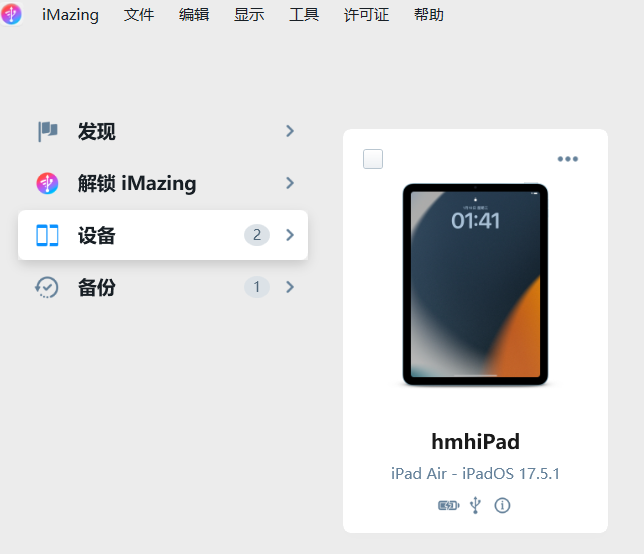 iMazing 文件 编辑 显示 工具 许可证 帮助
发现
解锁 iMazing
设备 2
备份 1
01:41
hmhiPad
iPad Air - iPadOS 17.5.1